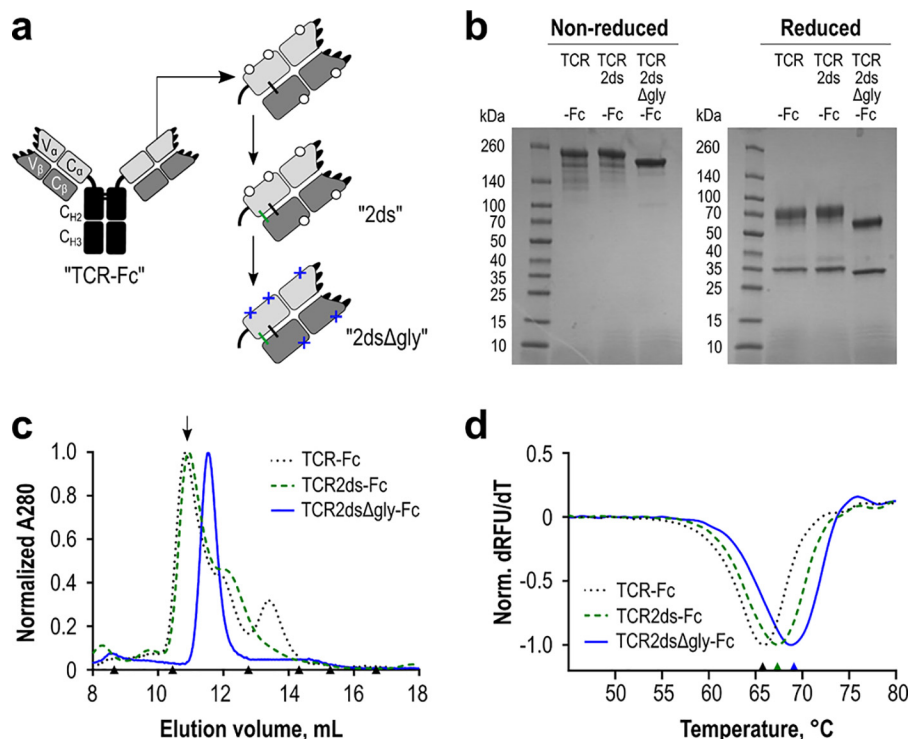 a
Vα
Cα
Vβ
Cβ
CH2
CH3
"TCR-Fc"
"2ds"
"2dsΔgly"
b
Non-reduced
Reduced
TCR
TCR
2ds
TCR
2ds
Δgly
TCR
TCR
2ds
TCR
2ds
Δgly
kDa
-Fc
-Fc
-Fc
kDa
-Fc
-Fc
-Fc
260
140
100
70
50
40
35
25
15
10
260
140
100
70
50
40
35
25
15
10
c
Normalized A280
1.0
0.8
0.6
0.4
0.2
0
TCR-Fc
TCR2ds-Fc
TCR2dsΔgly-Fc
8
10
12
14
16
18
Elution volume, mL
d
Norm. dRFU/dT
0.5
0
-0.5
-1.0
TCR-Fc
TCR2ds-Fc
TCR2dsΔgly-Fc
50
55
60
65
70
75
80
Temperature, °C